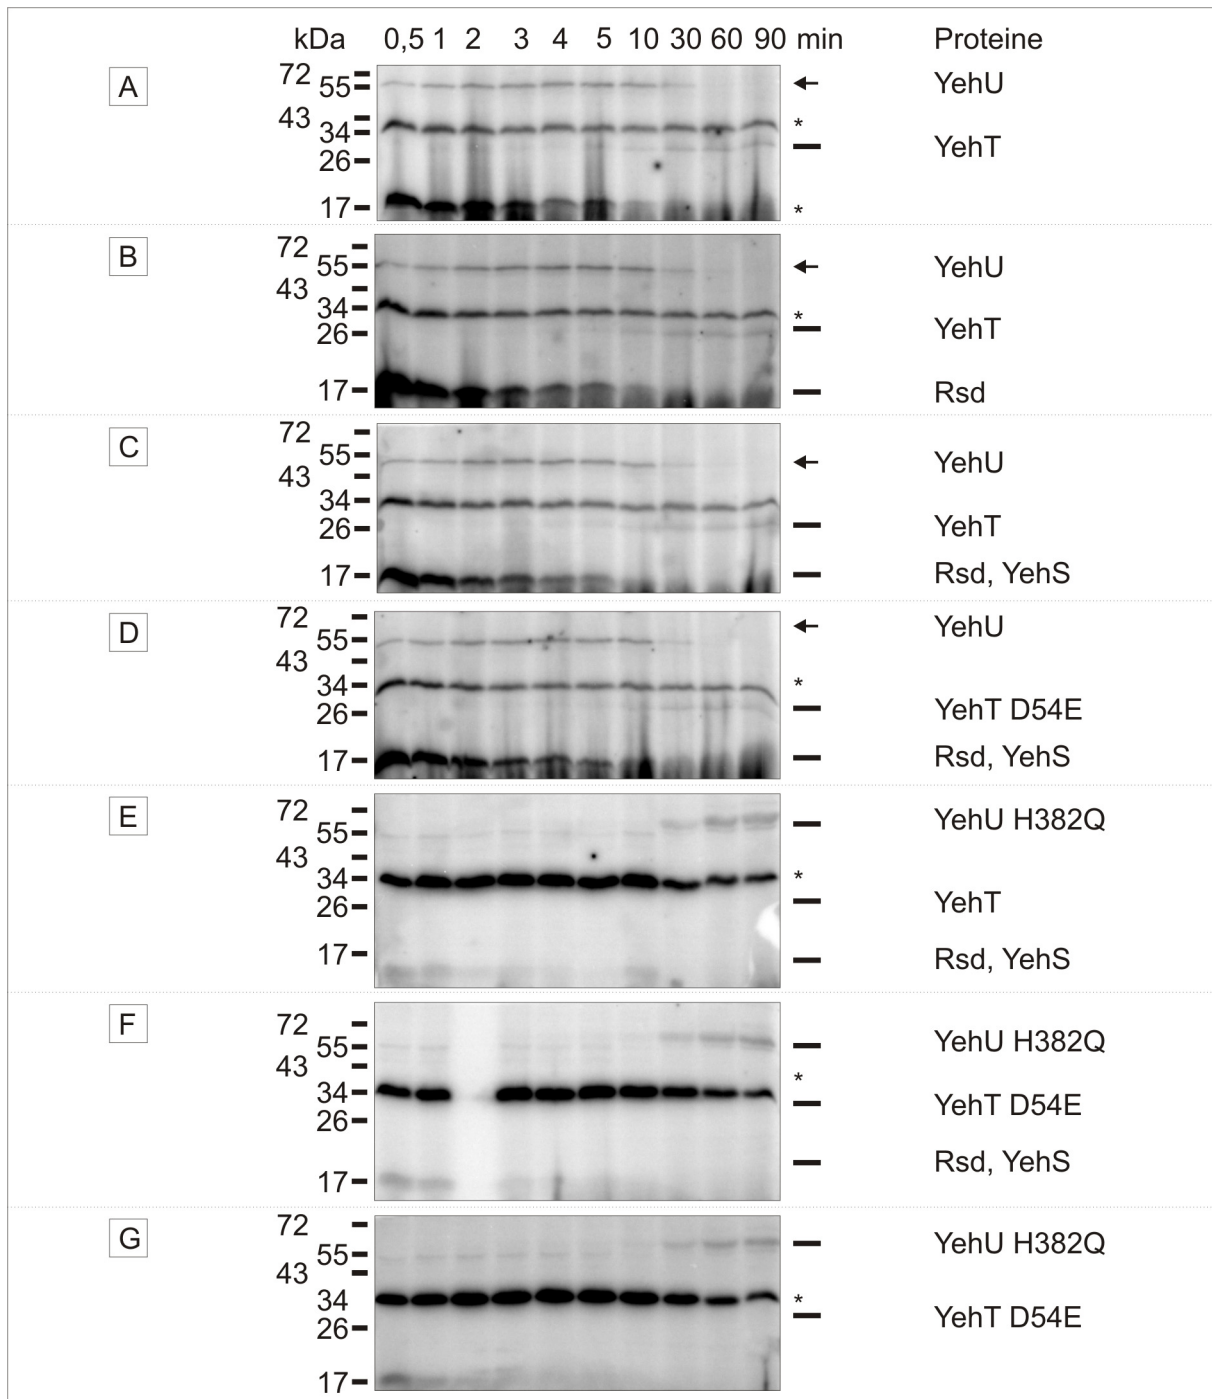 kDa 0,5 1 2 3 4 5 10 30 60 90 min Proteine
A
72
55
43
34
26
17
* 
*
YehU
YehT
B
72
55
43
34
26
17
*
YehU
YehT
Rsd
C
72
55
43
34
26
17
YehU
YehT
Rsd, YehS
D
72
55
43
34
26
17
*
YehU
YehT D54E
Rsd, YehS
E
72
55
43
34
26
17
*
YehU H382Q
YehT
Rsd, YehS
F
72
55
43
34
26
17
*
YehU H382Q
YehT D54E
Rsd, YehS
G
72
55
43
34
26
17
*
YehU H382Q
YehT D54E